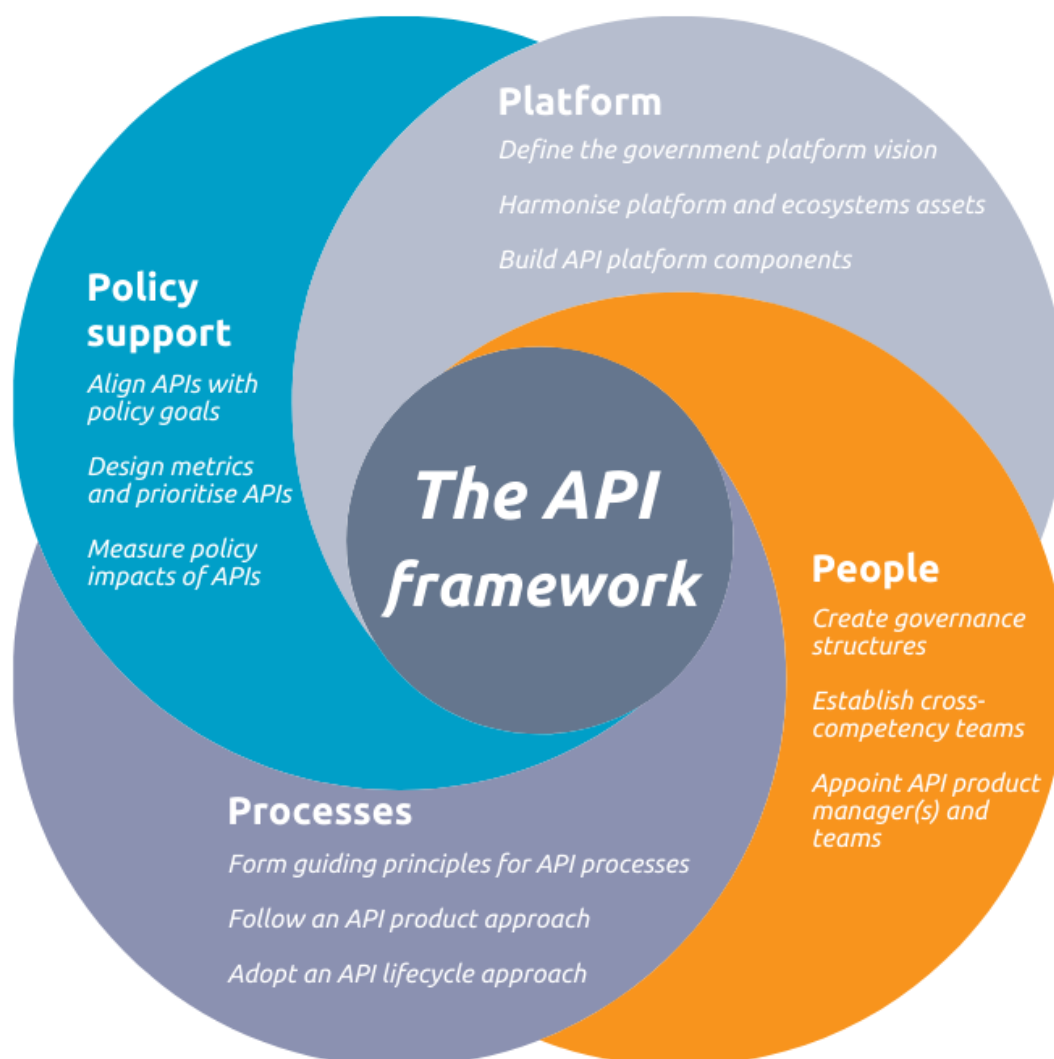 Platform
Define the government platform vision
Harmonise platform and ecosystems assets
Build API platform components
Policy
support
Align APIs with
policy goals
Design metrics
and prioritise APIs
Measure policy
impacts of APIs
The API
framework
People
Create governance
structures
Establish cross-
competency teams
Appoint API product
manager(s) and
teams
Processes
Form guiding principles for API processes
Follow an API product approach
Adopt an API lifecycle approach